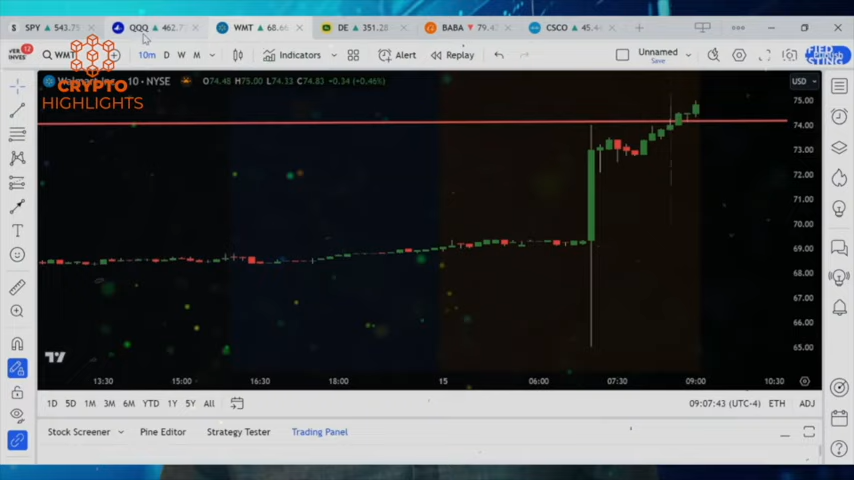 SPY 543.7
QQQ 462.7
WMT 68.66
DE 351.28
BABA 79.4
CSCO 45.4
WMT
10m D W M
Indicators
Alert
Replay
Unnamed
Save
CRYPTO
HIGHLIGHTS
10 · NYSE O74.48 H75.00 L74.33 C74.83 +0.34 (+0.46%)
USD
75.00
74.00
73.00
72.00
71.00
70.00
69.00
68.00
67.00
66.00
65.00
13:30 15:00 16:30 18:00 15 06:00 07:30 09:00 10:30
1D 5D 1M 3M 6M YTD 1Y 5Y All
09:07:43 (UTC-4) ETH ADJ
Stock Screener Pine Editor Strategy Tester Trading Panel